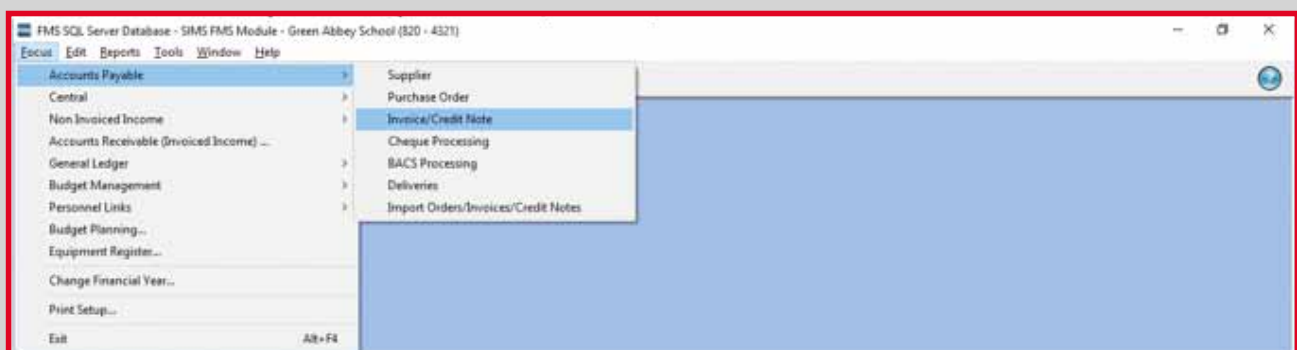 FMS SQL Server Database - SIMS FMS Module - Green Abbey School (820 - 4321)
Focus Edit Reports Tools Window Help
Accounts Payable
Central
Non Invoiced Income
Accounts Receivable (Invoiced Income) ...
General Ledger
Budget Management
Personnel Links
Budget Planning...
Equipment Register...
Change Financial Year...
Print Setup...
Exit Alt+F4
Supplier
Purchase Order
Invoice/Credit Note
Cheque Processing
BACS Processing
Deliveries
Import Orders/Invoices/Credit Notes